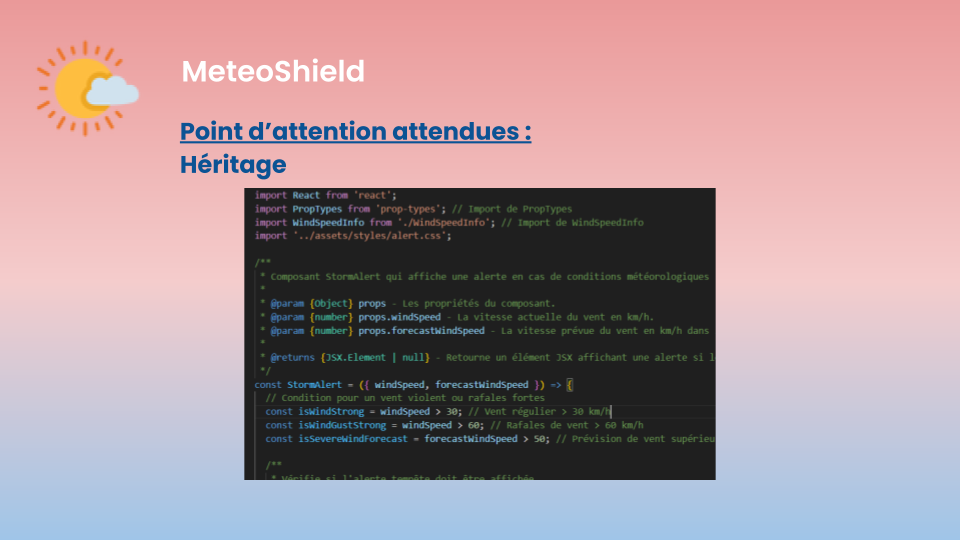 MeteoShield
Point d'attention attendues :
Héritage
import React from 'react';
import PropTypes from 'prop-types'; // Import de PropTypes
import WindSpeedInfo from './WindSpeedInfo'; // Import de WindSpeedInfo
import '../assets/styles/alert.css';
/**
* Composant StormAlert qui affiche une alerte en cas de conditions météorologiques
*
* @param {Object} props - Les propriétés du composant.
* @param {number} props.windSpeed - La vitesse actuelle du vent en km/h.
* @param {number} props.forecastWindSpeed - La vitesse prévue du vent en km/h dans
*
* @returns {JSX.Element | null} - Retourne un élément JSX affichant une alerte si l
*/
const StormAlert = ({ windSpeed, forecastWindSpeed }) => {
// Condition pour un vent violent ou rafales fortes
const isWindStrong = windSpeed > 30; // Vent régulier > 30 km/h
const isWindGustStrong = windSpeed > 60; // Rafales de vent > 60 km/h
const isSevereWindForecast = forecastWindSpeed > 50; // Prévision de vent supérieu
/**
* Vérifie si l'alerte tempête doit être affichée